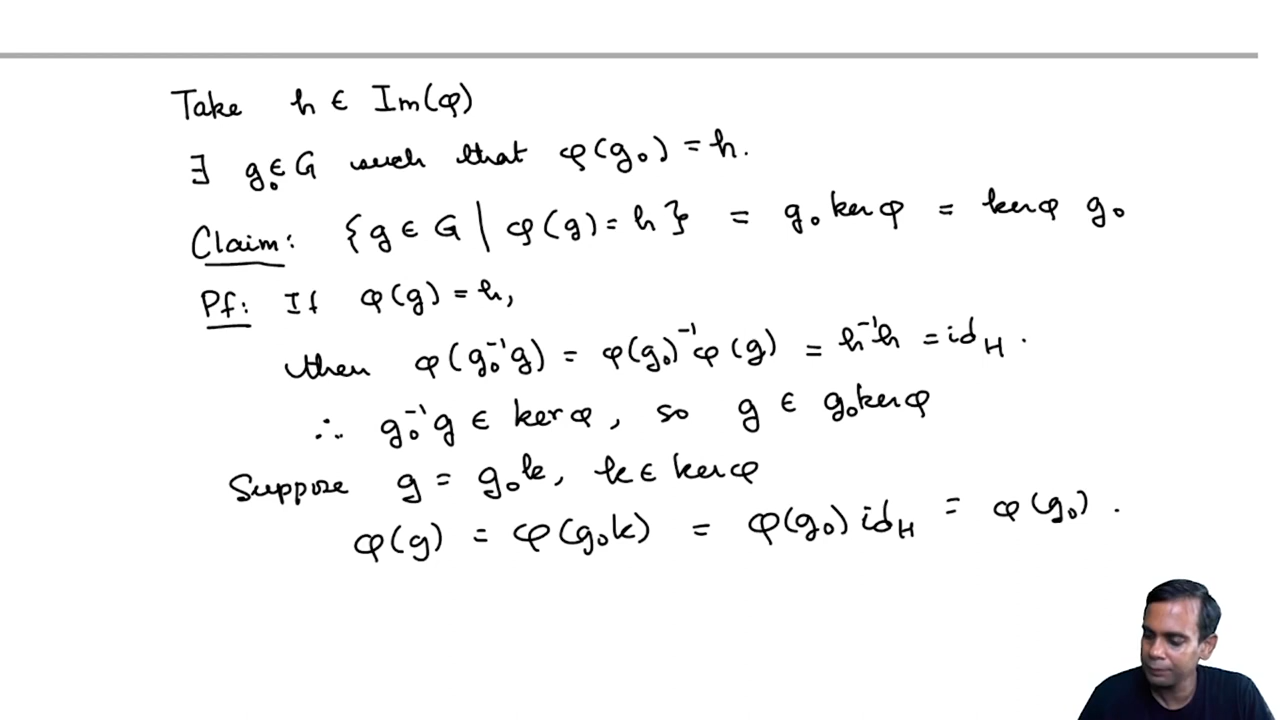 Take h ∈ Im(φ)
∃ g₀∈G such that φ(g₀) = h.
Claim: {g ∈ G | φ(g) = h} = g₀ ker φ = ker φ g₀
Pf: If φ(g) = h,
then φ(g₀⁻¹g) = φ(g₀)⁻¹φ(g) = h⁻¹h = id_H.
∴ g₀⁻¹g ∈ ker φ, so g ∈ g₀ker φ
Suppose g = g₀k, k ∈ ker φ
φ(g) = φ(g₀k) = φ(g₀) id_H = φ(g₀).